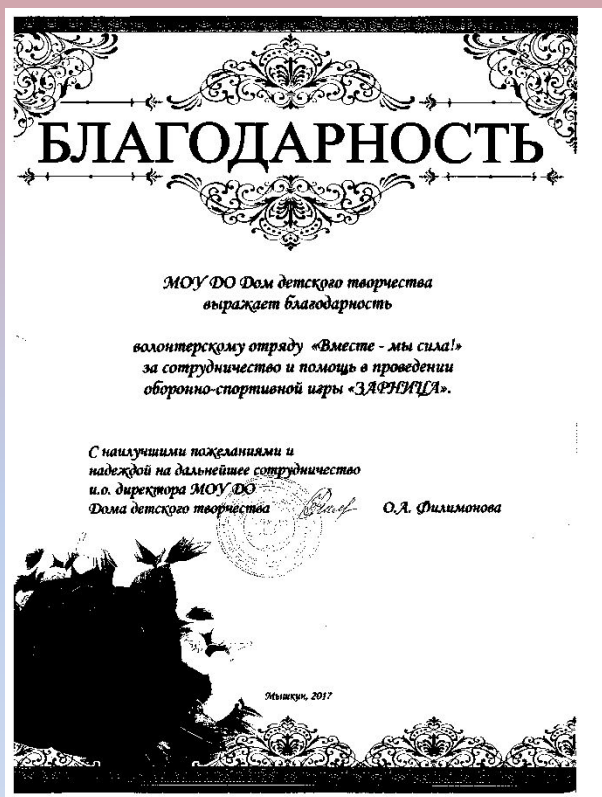 БЛАГОДАРНОСТЬ
МОУ ДО Дом детского творчества
выражает благодарность
волонтерскому отряду «Вместе - мы сила!»
за сотрудничество и помощь в проведении
оборонно-спортивной игры «ЗАРНИЦА».
С наилучшими пожеланиями и
надеждой на дальнейшее сотрудничество
и.о. директора МОУ ДО
Дома детского творчества О.А. Филимонова
Мышкин, 2017